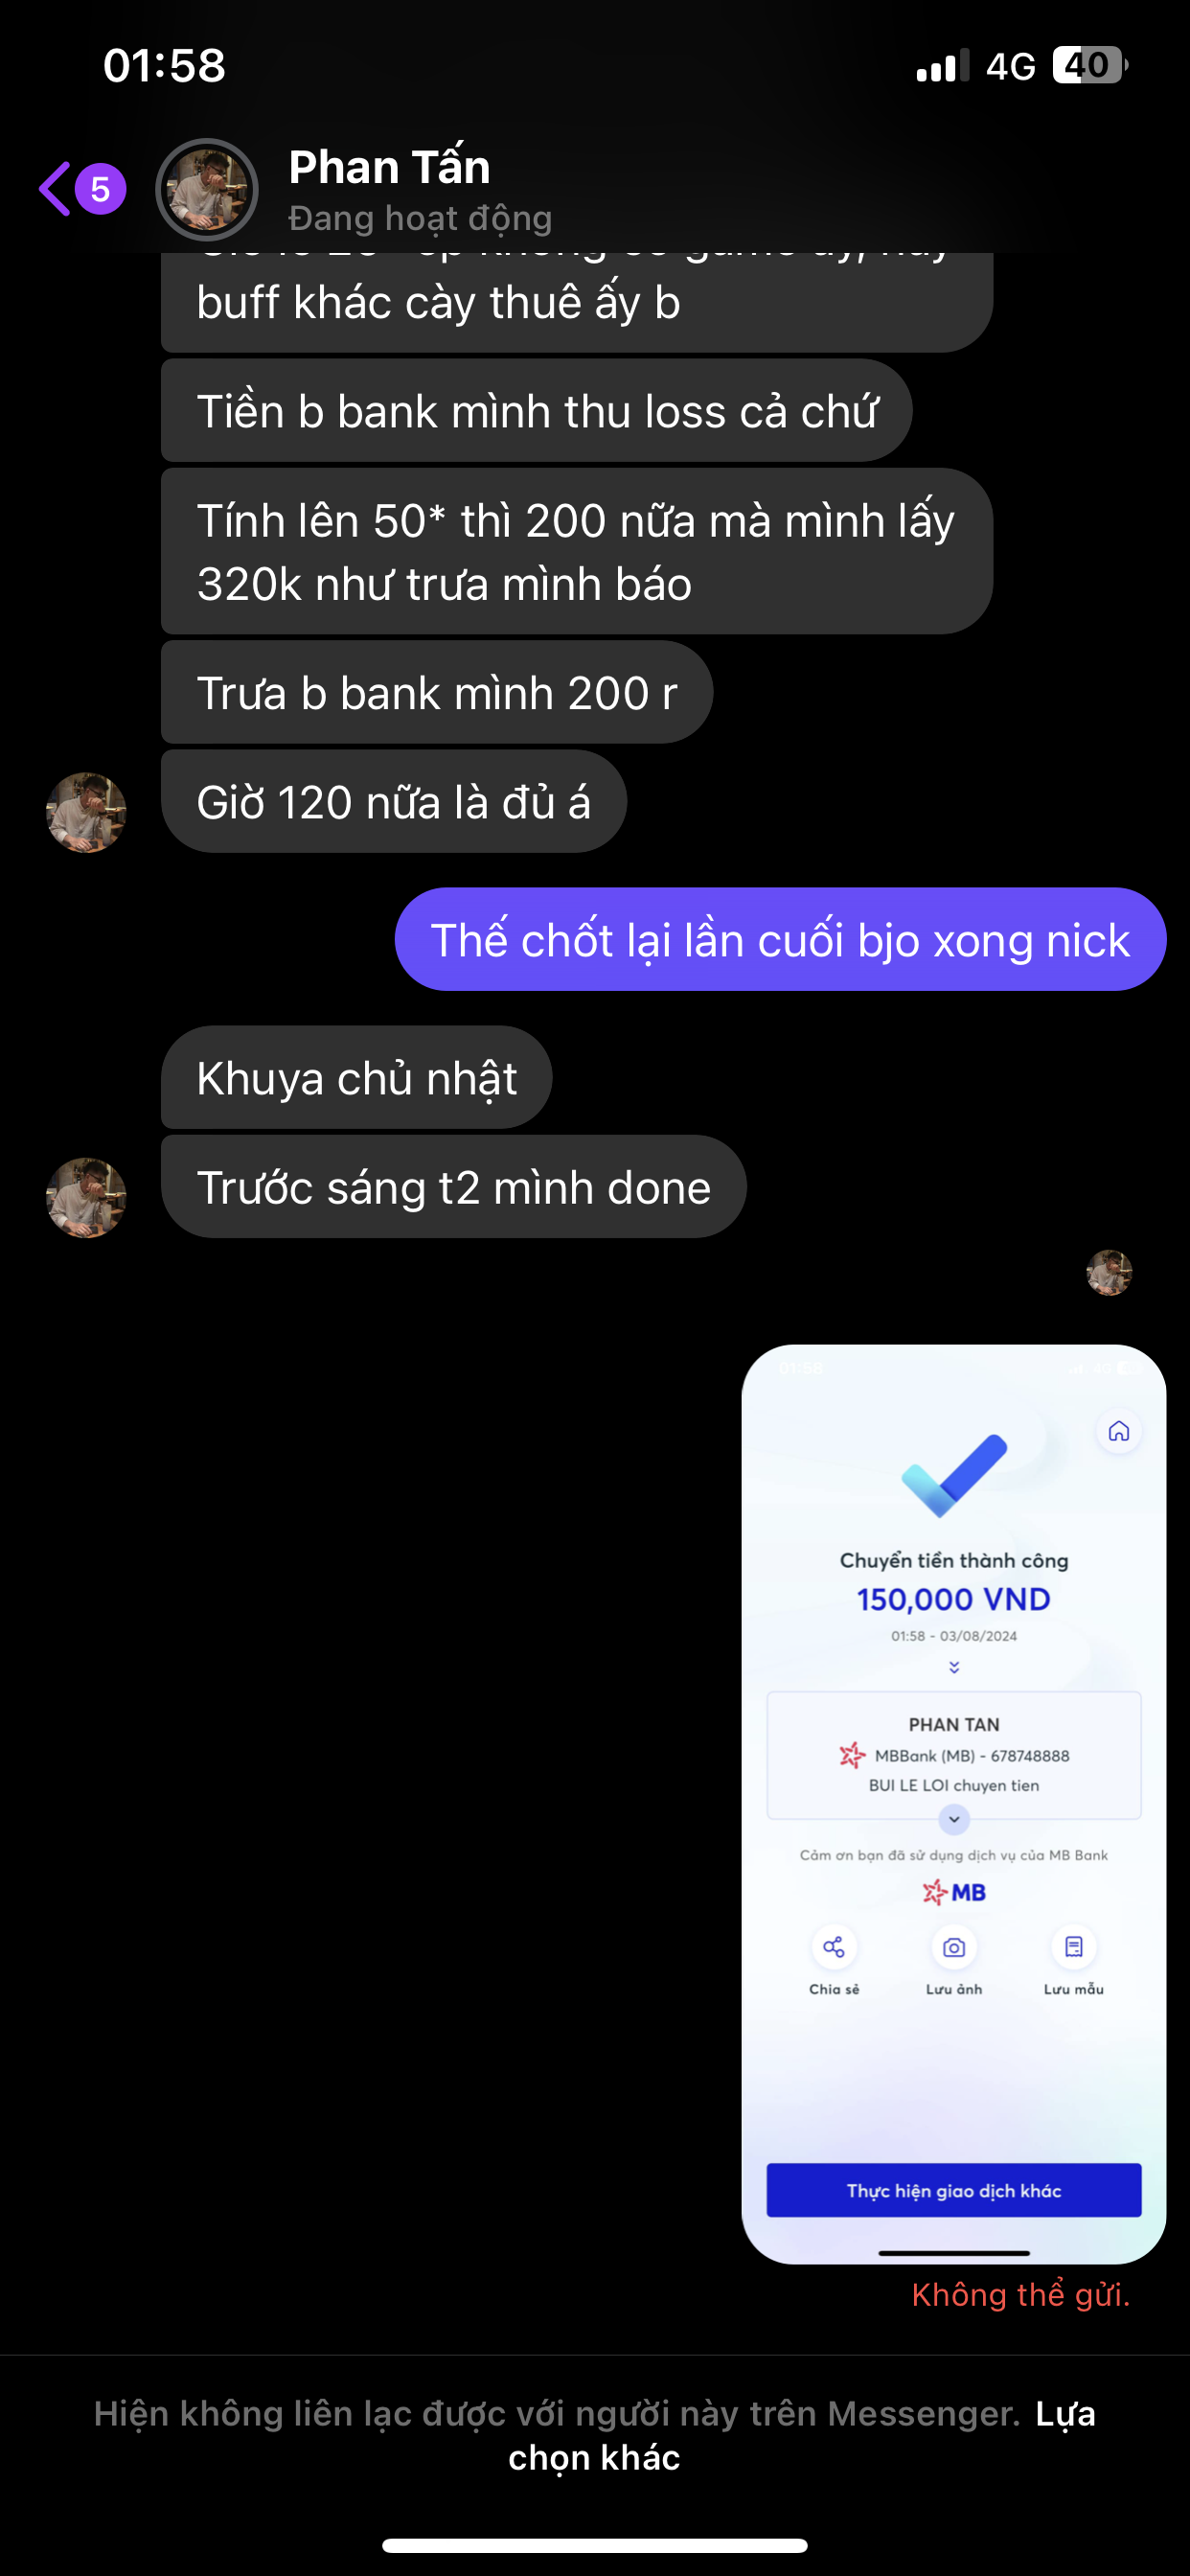 01:58
4G 40
5
Phan Tấn
Đang hoạt động
buff khác cày thuê ấy b
Tiền b bank mình thu loss cả chứ
Tính lên 50* thì 200 nữa mà mình lấy
320k như trưa mình báo
Trưa b bank mình 200 r
Giờ 120 nữa là đủ á
Thế chốt lại lần cuối bjo xong nick
Khuya chủ nhật
Trước sáng t2 mình done
01:58
4G
Chuyển tiền thành công
150,000 VND
01:58 - 03/08/2024
PHAN TAN
MBBank (MB) - 678748888
BUI LE LOI chuyen tien
Cảm ơn bạn đã sử dụng dịch vụ của MB Bank
MB
Chia sẻ
Lưu ảnh
Lưu mẫu
Thực hiện giao dịch khác
Không thể gửi.
Hiện không liên lạc được với người này trên Messenger. Lựa
chọn khác